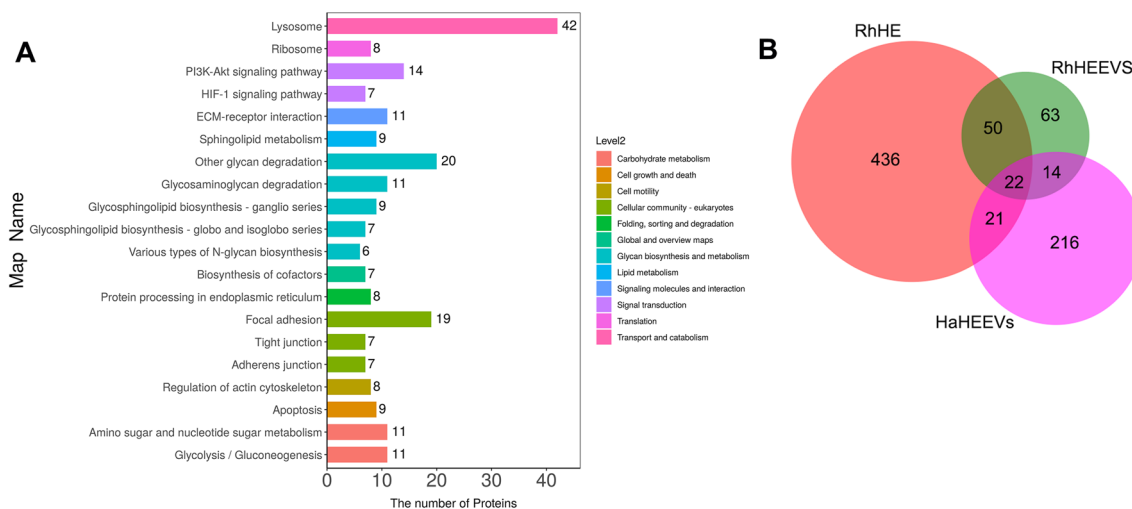 A
Map Name
Lysosome 42
Ribosome 8
PI3K-Akt signaling pathway 14
HIF-1 signaling pathway 7
ECM-receptor interaction 11
Sphingolipid metabolism 9
Other glycan degradation 20
Glycosaminoglycan degradation 11
Glycosphingolipid biosynthesis - ganglio series 9
Glycosphingolipid biosynthesis - globo and isoglobo series 7
Various types of N-glycan biosynthesis 6
Biosynthesis of cofactors 7
Protein processing in endoplasmic reticulum 8
Focal adhesion 19
Tight junction 7
Adherens junction 7
Regulation of actin cytoskeleton 8
Apoptosis 9
Amino sugar and nucleotide sugar metabolism 11
Glycolysis / Gluconeogenesis 11
0 10 20 30 40
The number of Proteins
Level2
Carbohydrate metabolism
Cell growth and death
Cell motility
Cellular community - eukaryotes
Folding, sorting and degradation
Global and overview maps
Glycan biosynthesis and metabolism
Lipid metabolism
Signaling molecules and interaction
Signal transduction
Translation
Transport and catabolism
B
RhHE
RhHEEVS
436
50
63
22
14
21
216
HaHEEVs